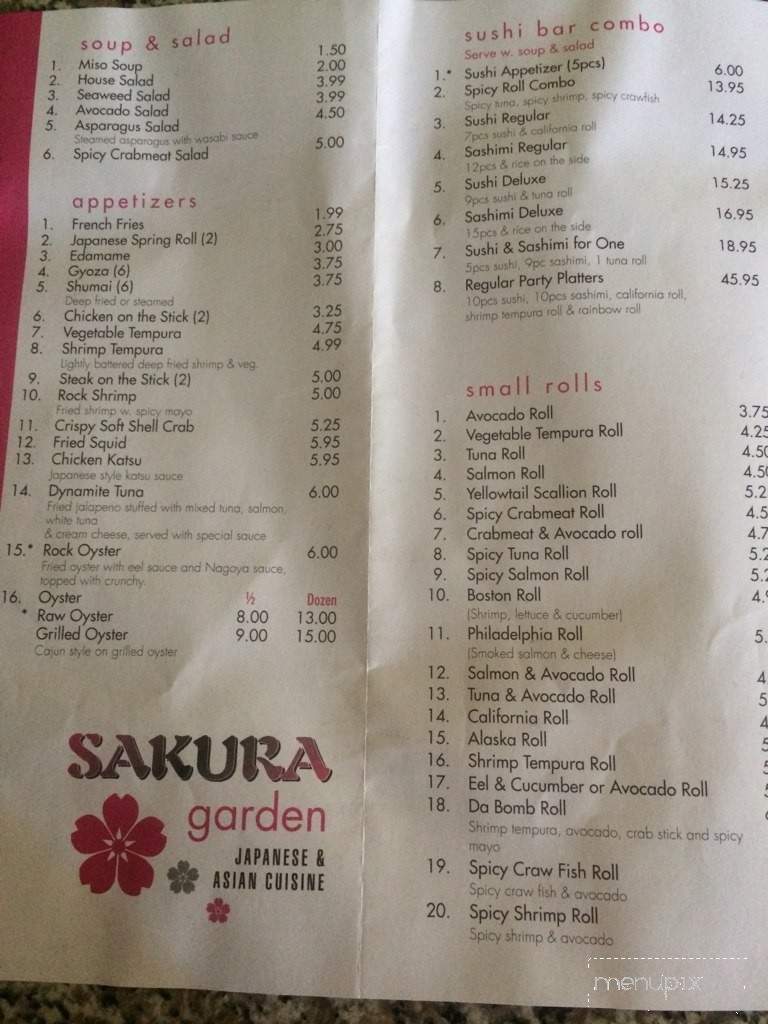 soup & salad
1. Miso Soup 1.50
2. House Salad 2.00
3. Seaweed Salad 3.99
4. Avocado Salad 3.99
5. Asparagus Salad 4.50
Steamed asparagus with wasabi sauce
6. Spicy Crabmeat Salad 5.00
appetizers
1. French Fries 1.99
2. Japanese Spring Roll (2) 2.75
3. Edamame 3.00
4. Gyoza (6) 3.75
5. Shumai (6) 3.75
Deep fried or steamed
6. Chicken on the Stick (2) 3.25
7. Vegetable Tempura 4.75
8. Shrimp Tempura 4.99
Lightly battered deep fried shrimp & veg.
9. Steak on the Stick (2) 5.00
10. Rock Shrimp 5.00
Fried shrimp w. spicy mayo
11. Crispy Soft Shell Crab 5.25
12. Fried Squid 5.95
13. Chicken Katsu 5.95
Japanese style katsu sauce
14. Dynamite Tuna 6.00
Fried jalapeno stuffed with mixed tuna, salmon,
white tuna
& cream cheese, served with special sauce
15.* Rock Oyster 6.00
Fried oyster with eel sauce and Nagoya sauce,
topped with crunchy.
16. Oyster ½ Dozen
* Raw Oyster 8.00 13.00
Grilled Oyster 9.00 15.00
Cajun style on grilled oyster
SAKURA
garden
JAPANESE &
ASIAN CUISINE
sushi bar combo
Serve w. soup & salad
1.* Sushi Appetizer (5pcs) 6.00
2. Spicy Roll Combo 13.95
Spicy tuna, spicy shrimp, spicy crawfish
3. Sushi Regular 14.25
7pcs sushi & california roll
4. Sashimi Regular 14.95
12pcs & rice on the side
5. Sushi Deluxe 15.25
9pcs sushi & tuna roll
6. Sashimi Deluxe 16.95
15pcs & rice on the side
7. Sushi & Sashimi for One 18.95
5pcs sushi, 9pc sashimi, 1 tuna roll
8. Regular Party Platters 45.95
10pcs sushi, 10pcs sashimi, california roll,
shrimp tempura roll & rainbow roll
small rolls
1. Avocado Roll 3.75
2. Vegetable Tempura Roll 4.25
3. Tuna Roll 4.50
4. Salmon Roll 4.50
5. Yellowtail Scallion Roll 5.2
6. Spicy Crabmeat Roll 4.5
7. Crabmeat & Avocado roll 4.7
8. Spicy Tuna Roll 5.2
9. Spicy Salmon Roll 5.2
10. Boston Roll 4.9
(Shrimp, lettuce & cucumber)
11. Philadelphia Roll 5.
(Smoked salmon & cheese)
12. Salmon & Avocado Roll 4
13. Tuna & Avocado Roll 5
14. California Roll 4
15. Alaska Roll 5
16. Shrimp Tempura Roll
17. Eel & Cucumber or Avocado Roll
18. Da Bomb Roll
Shrimp tempura, avocado, crab stick and spicy
mayo
19. Spicy Craw Fish Roll
Spicy craw fish & avocado
20. Spicy Shrimp Roll
Spicy shrimp & avocado
menupix